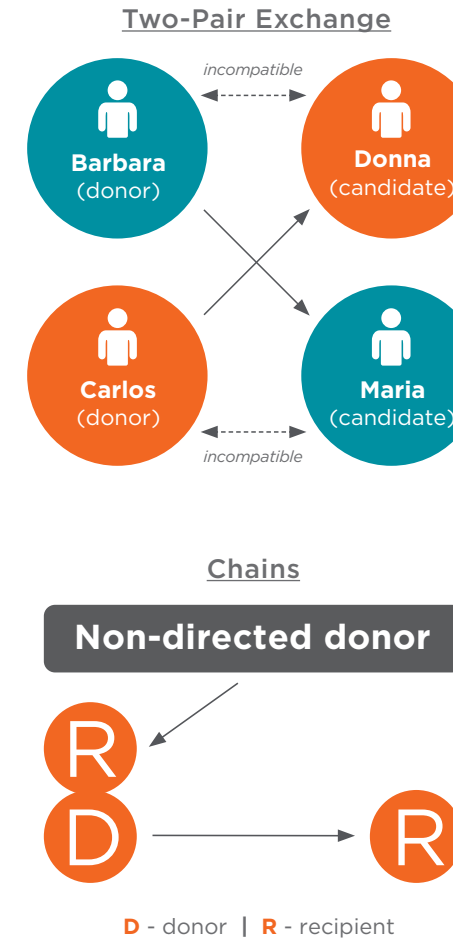 Two-Pair Exchange
incompatible
Barbara
(donor)
Donna
(candidate)
Carlos
(donor)
Maria
(candidate)
incompatible
Chains
Non-directed donor
R
D
R
D - donor | R - recipient